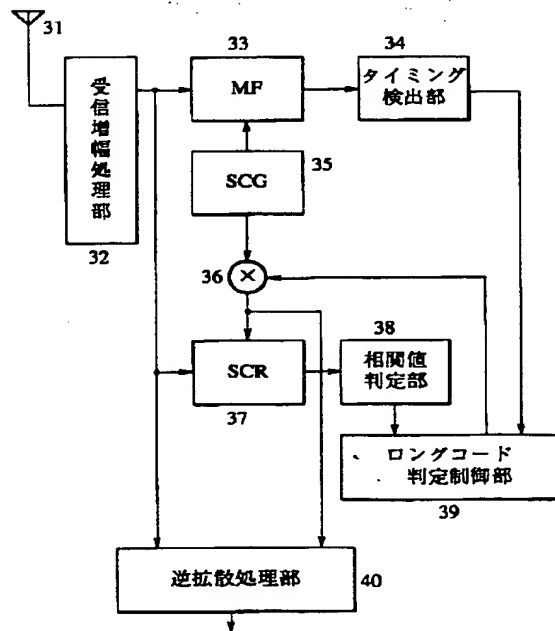 31
受信増幅処理部
32
33
MF
34
タイミング
検出部
SCG
35
36
×
SCR
37
38
相関値
判定部
ロングコード
判定制御部
39
逆拡散処理部
40